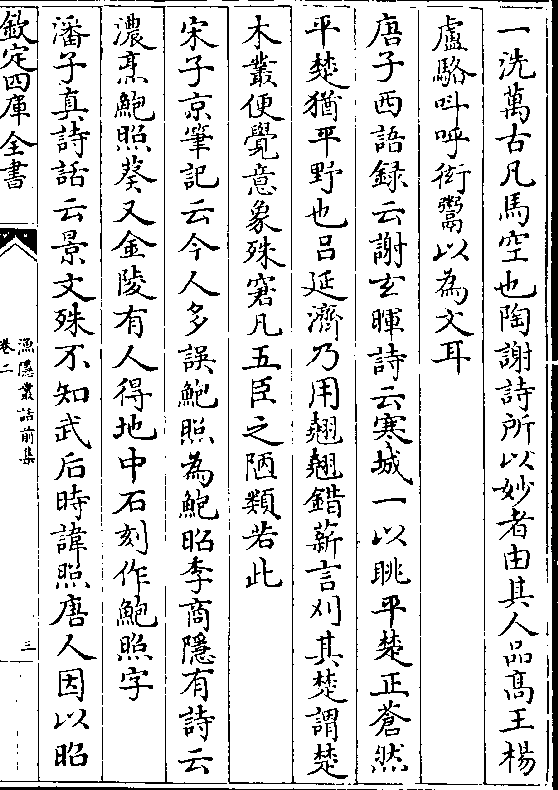 一洗萬古凡馬空也陶謝詩所以妙者由其人品髙王楊
盧駱呌呼衒鬻以為文耳
唐子西語録云謝玄暉詩云寒城一以眺平楚正蒼然
平楚猶平野也吕延濟乃用翹翹錯薪言刈其楚謂楚
木叢便覺意象殊窘凡五臣之陋類若此
宋子京筆記云今人多誤鮑照為鮑昭李商隱有詩云
濃烹鮑照葵又金陵有人得地中石刻作鮑照字
潘子真詩話云景文殊不知武后時諱照唐人因以昭
欽定四庫全書
漁隱叢話前集
卷二
三